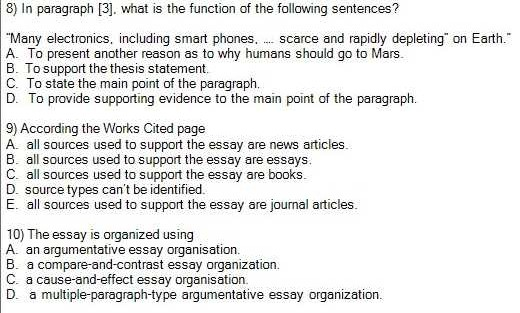 8) In paragraph [3], what is the function of the following sentences?
"Many electronics, including smart phones, .... scarce and rapidly depleting" on Earth."
A. To present another reason as to why humans should go to Mars.
B. To support the thesis statement.
C. To state the main point of the paragraph.
D. To provide supporting evidence to the main point of the paragraph.
9) According the Works Cited page
A. all sources used to support the essay are news articles.
B. all sources used to support the essay are essays.
C. all sources used to support the essay are books.
D. source types can't be identified.
E. all sources used to support the essay are journal articles.
10) The essay is organized using
A. an argumentative essay organisation.
B. a compare-and-contrast essay organization.
C. a cause-and-effect essay organisation.
D. a multiple-paragraph-type argumentative essay organization.